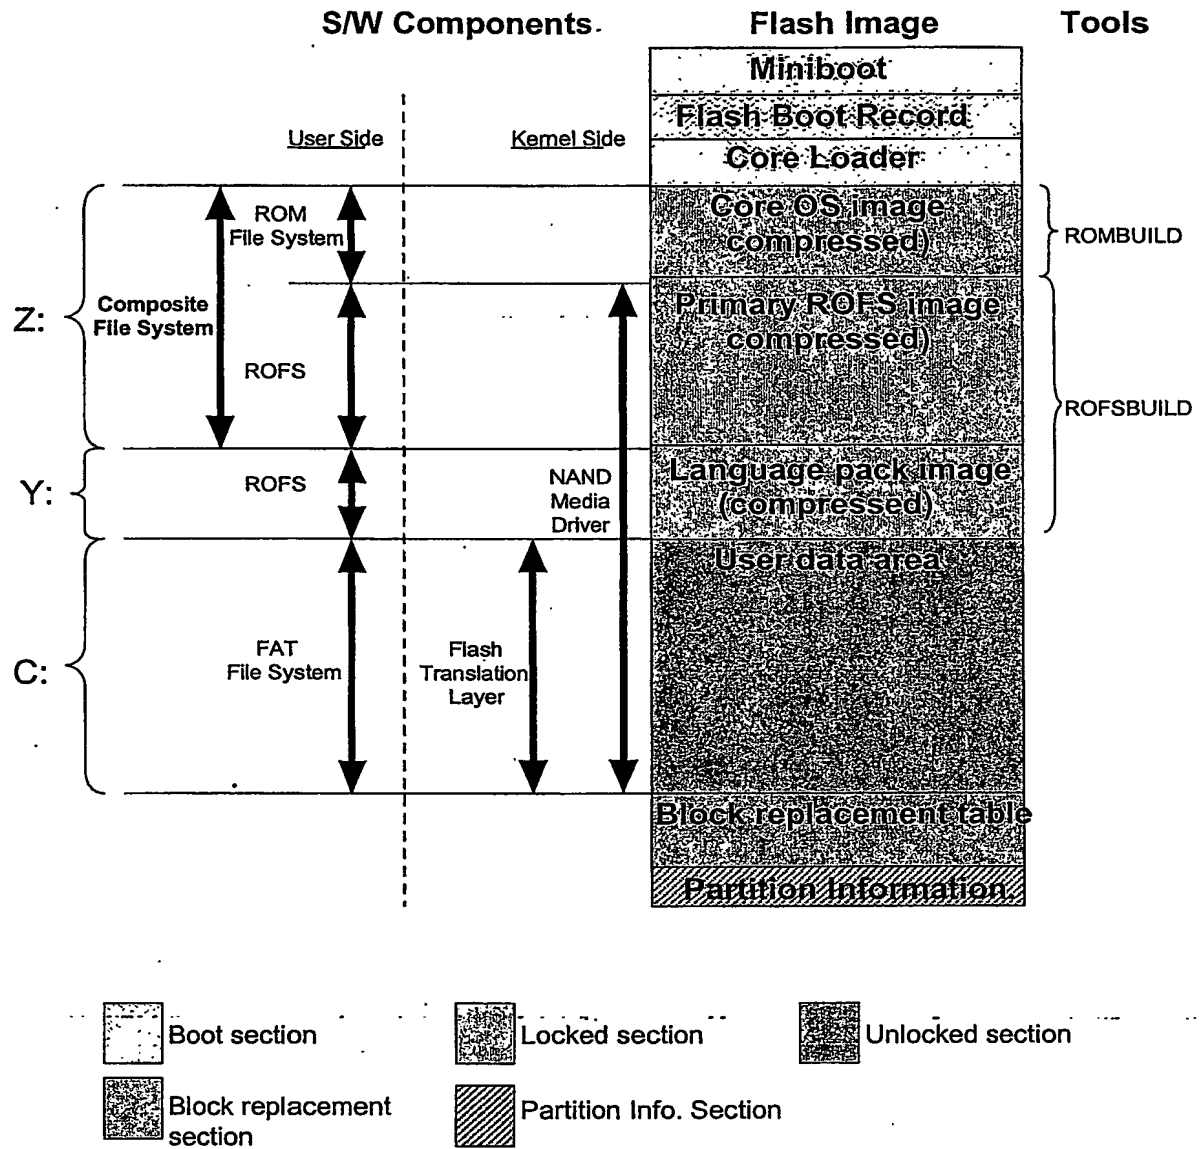 S/W Components
Flash Image
Tools
Miniboot
Flash Boot Record
User Side
Kernel Side
Core Loader
ROM
File System
Core OS image
compressed)
ROMBUILD
Z:
Composite
File System
Primary ROFS image
compressed)
ROFS
ROFSBUILD
Y:
ROFS
NAND
Media
Driver
Language pack image
(compressed)
User data area
C:
FAT
File System
Flash
Translation
Layer
Block replacement table
Partition Information
Boot section
Locked section
Unlocked section
Block replacement
section
Partition Info. Section